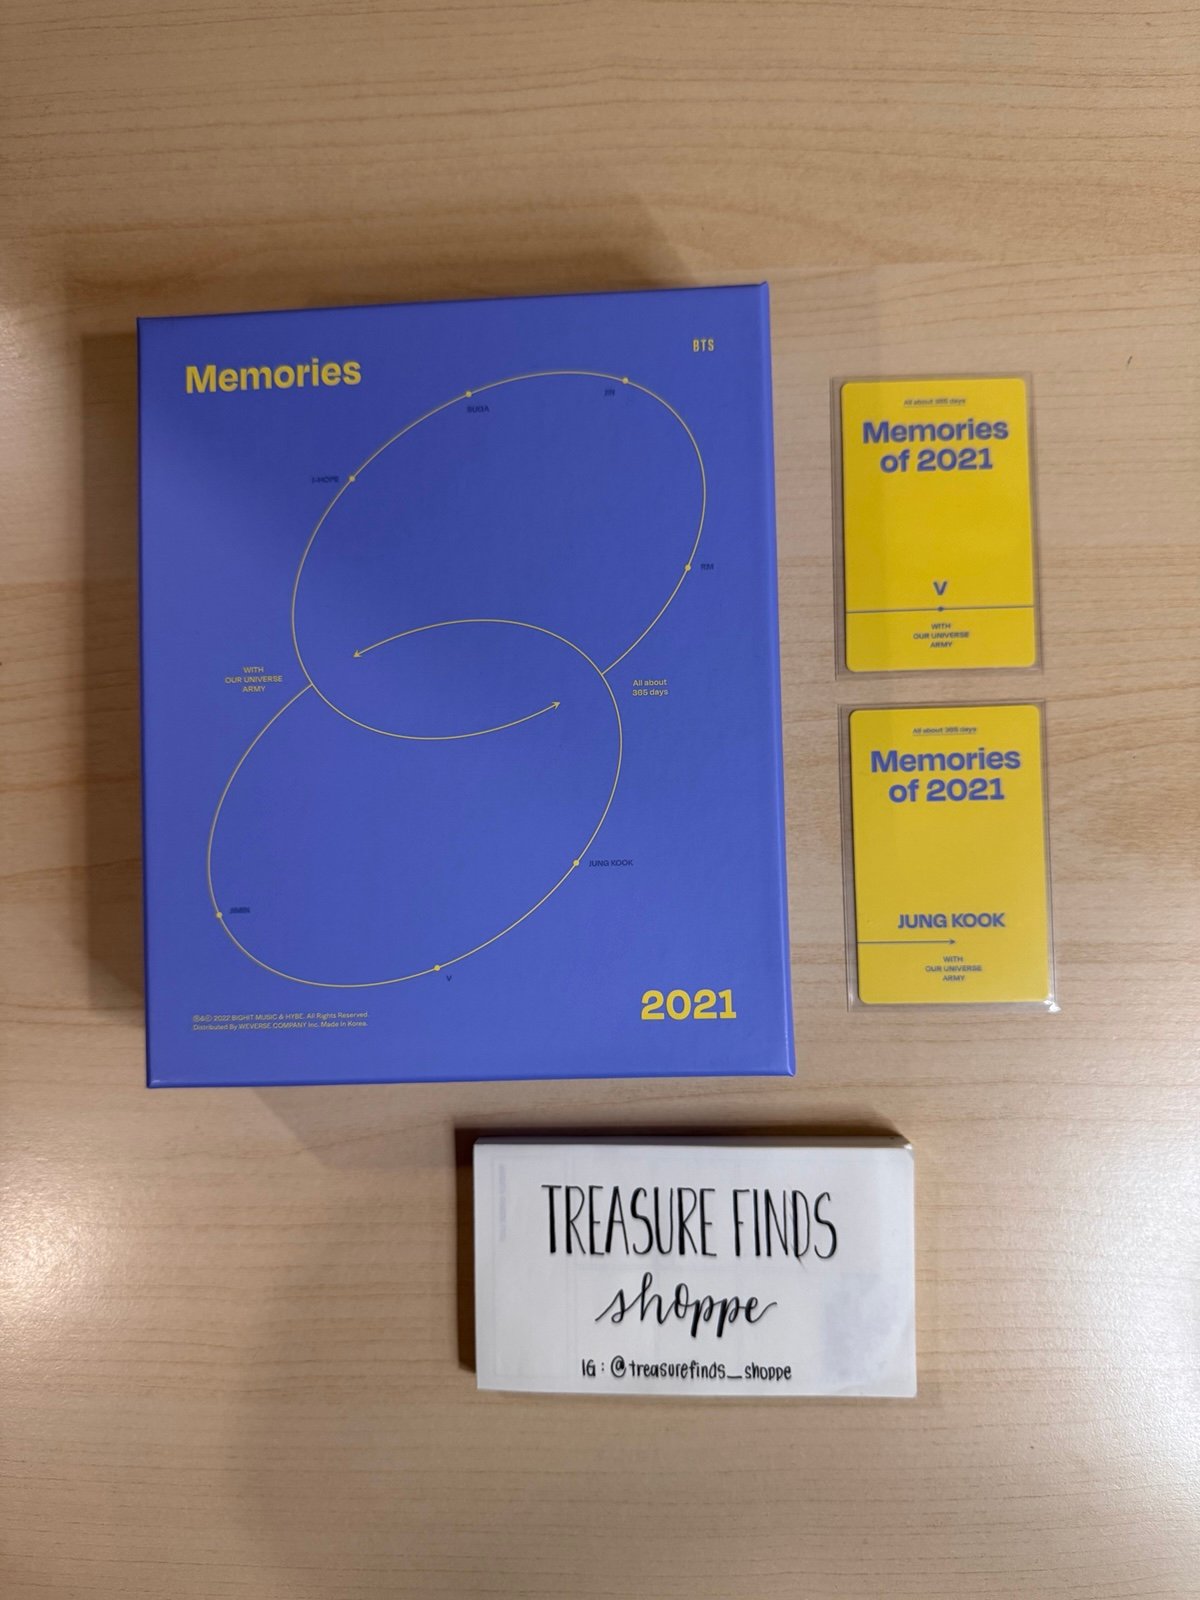 Memories
BTS
SUGA
JIN
J-HOPE
RM
WITH
OUR UNIVERSE
ARMY
All about
365 days
JUNG KOOK
JIMIN
V
2021
℗&© 2022 BIGHIT MUSIC & HYBE. All Rights Reserved.
Distributed By WEVERSE COMPANY Inc. Made in Korea.
All about 365 days
Memories
of 2021
V
WITH
OUR UNIVERSE
ARMY
All about 365 days
Memories
of 2021
JUNG KOOK
WITH
OUR UNIVERSE
ARMY
TREASURE FINDS
shoppe
IG: @treasurefinds_shoppe